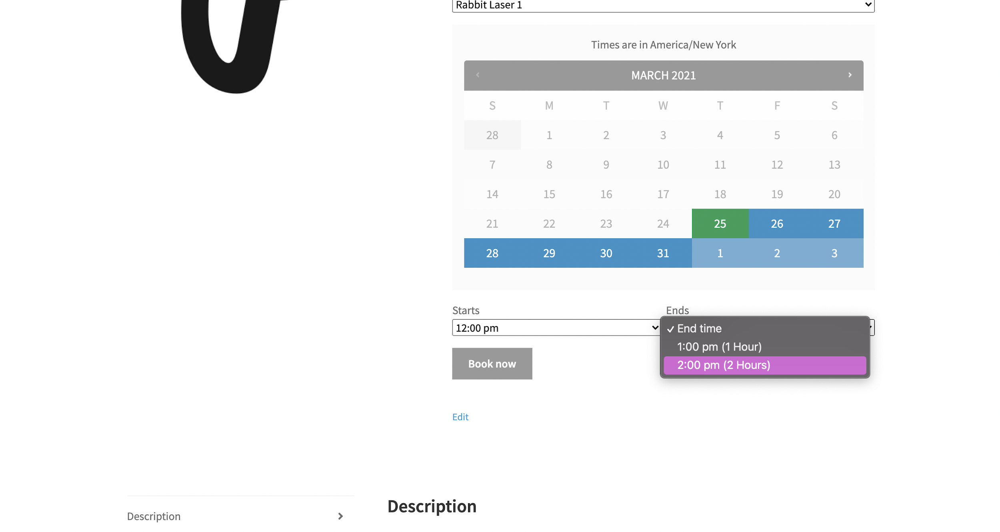 Rabbit Laser 1
Times are in America/New York
MARCH 2021
S M T W T F S
28 1 2 3 4 5 6
7 8 9 10 11 12 13
14 15 16 17 18 19 20
21 22 23 24 25 26 27
28 29 30 31 1 2 3
Starts Ends
12:00 pm
End time
1:00 pm (1 Hour)
2:00 pm (2 Hours)
Book now
Edit
Description
Description